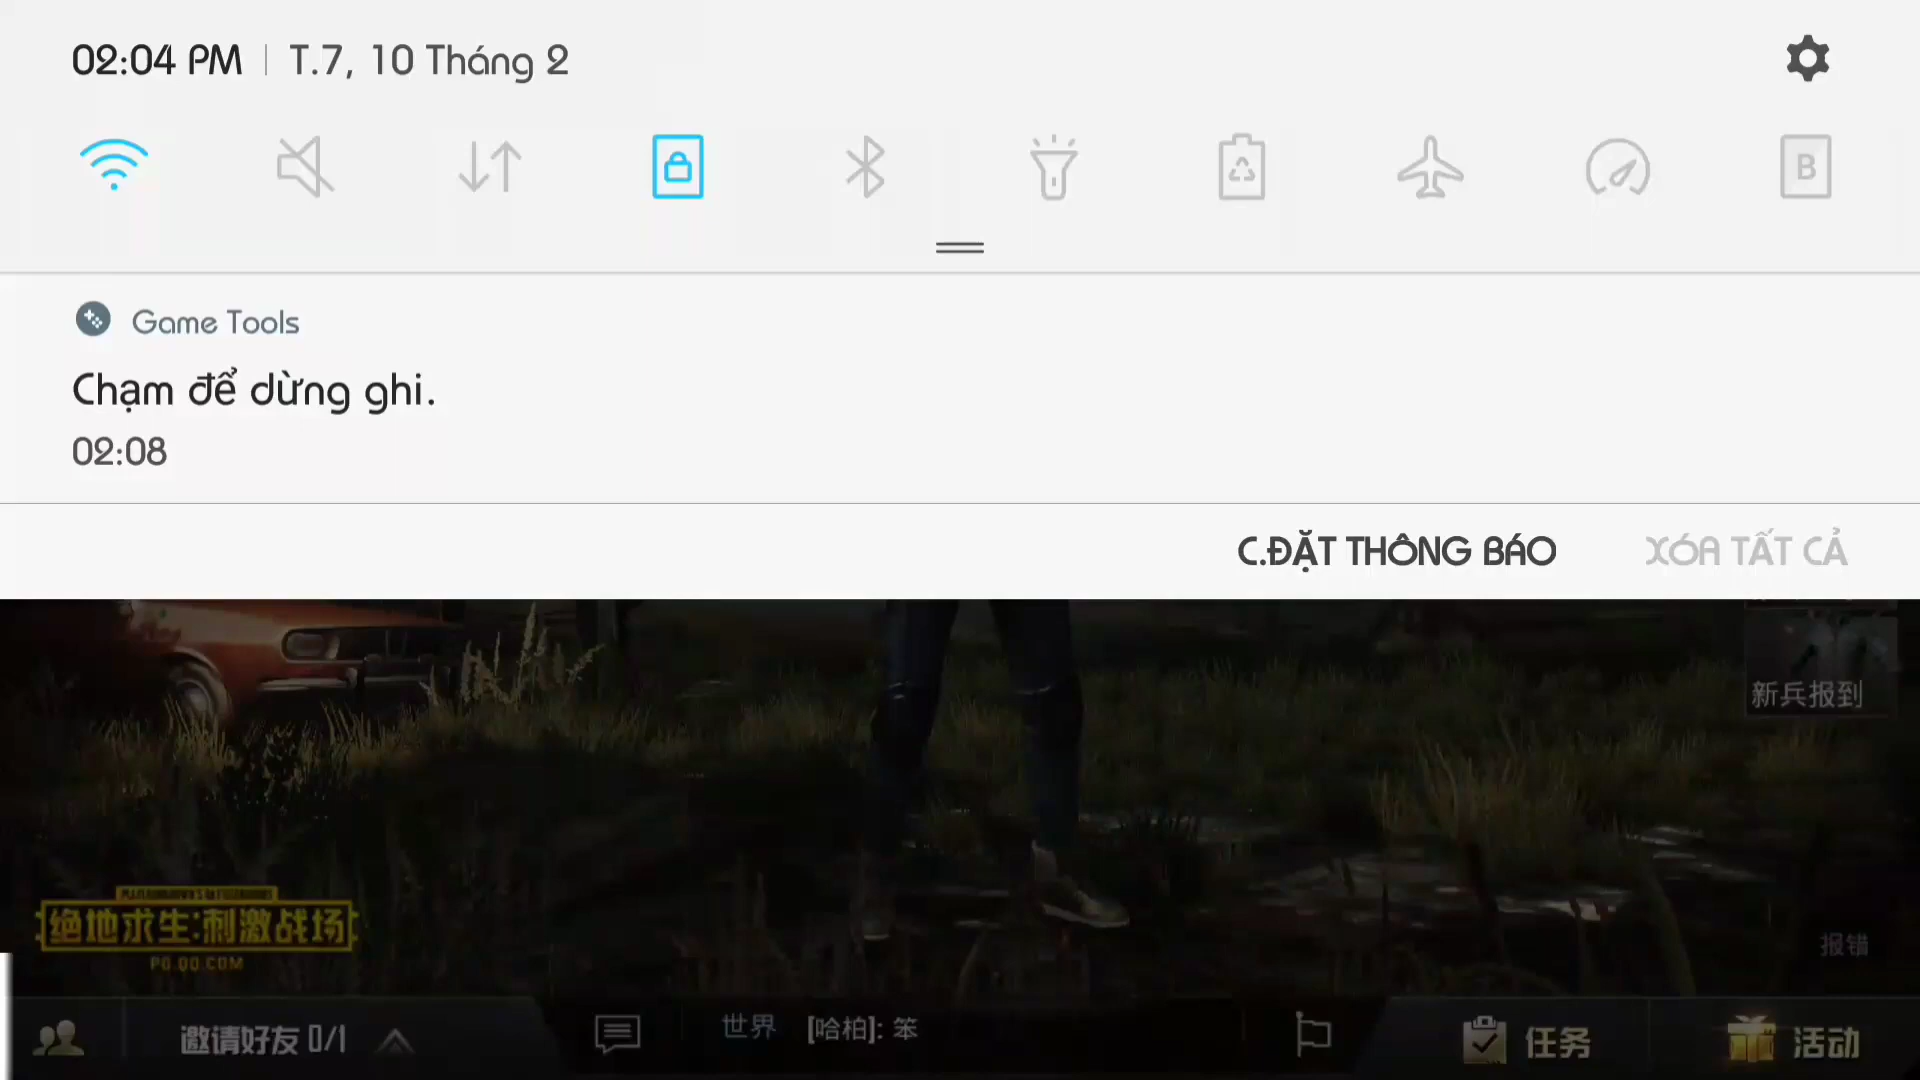 02:04 PM | T.7, 10 Tháng 2
B
Game Tools
Chạm để dừng ghi.
02:08
C.ĐẶT THÔNG BÁO XÓA TẤT CẢ
新兵报到
PLAYERUNKNOWN'S BATTLEGROUNDS
绝地求生:刺激战场
PG.QQ.COM
报错
邀请好友 0/1
世界 [哈柏]: 笨
任务
活动